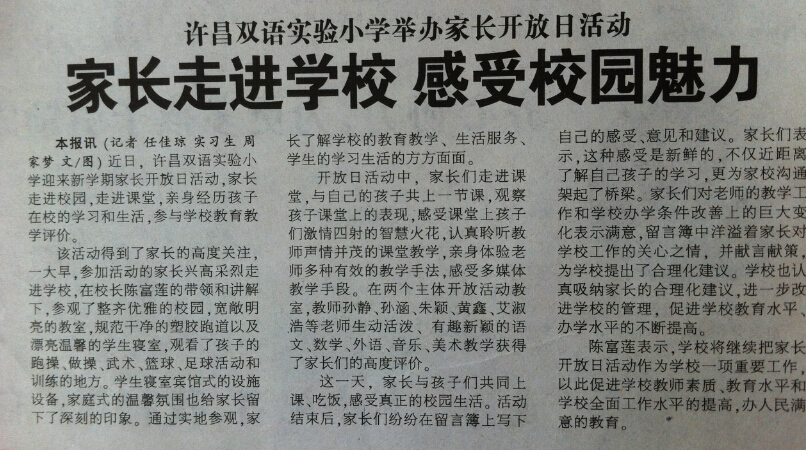 许昌双语实验小学举办家长开放日活动
家长走进学校 感受校园魅力
本报讯 (记者 任佳琼 实习生 周
家梦 文/图) 近日，许昌双语实验小
学迎来新学期家长开放日活动，家长
走进校园，走进课堂，亲身经历孩子
在校的学习和生活，参与学校教育教
学评价。
该活动得到了家长的高度关注，
一大早，参加活动的家长兴高采烈走
进学校，在校长陈富莲的带领和讲解
下，参观了整齐优雅的校园，宽敞明
亮的教室，规范干净的塑胶跑道以及
漂亮温馨的学生寝室，观看了孩子的
跑操、做操、武术、篮球、足球活动和
训练的地方。学生寝室宾馆式的设施
设备，家庭式的温馨氛围也给家长留
下了深刻的印象。通过实地参观，家
长了解学校的教育教学、生活服务、
学生的学习生活的方方面面。
开放日活动中，家长们走进课
堂，与自己的孩子共上一节课，观察
孩子课堂上的表现，感受课堂上孩子
们激情四射的智慧火花，认真聆听教
师声情并茂的课堂教学，亲身体验老
师多种有效的教学手法，感受多媒体
教学手段。在两个主体开放活动教
室，教师孙静、孙涵、朱颖、黄鑫、艾淑
浩等老师生动活泼、有趣新颖的语
文、数学、外语、音乐、美术教学获得
了家长们的高度评价。
这一天，家长与孩子们共同上
课、吃饭，感受真正的校园生活。活动
结束后，家长们纷纷在留言簿上写下
自己的感受、意见和建议。家长们表
示，这种感受是新鲜的，不仅近距离
了解自己孩子的学习，更为家校沟通
架起了桥梁。家长们对老师的教学工
作和学校办学条件改善上的巨大变
化表示满意，留言簿中洋溢着家长对
学校工作的关心之情，并献言献策，
为学校提出了合理化建议。学校也认
真吸纳家长的合理化建议，进一步改
进学校的管理，促进学校教育水平、
办学水平的不断提高。
陈富莲表示，学校将继续把家长
开放日活动作为学校一项重要工作，
以此促进学校教师素质、教育水平和
学校全面工作水平的提高，办人民满
意的教育。